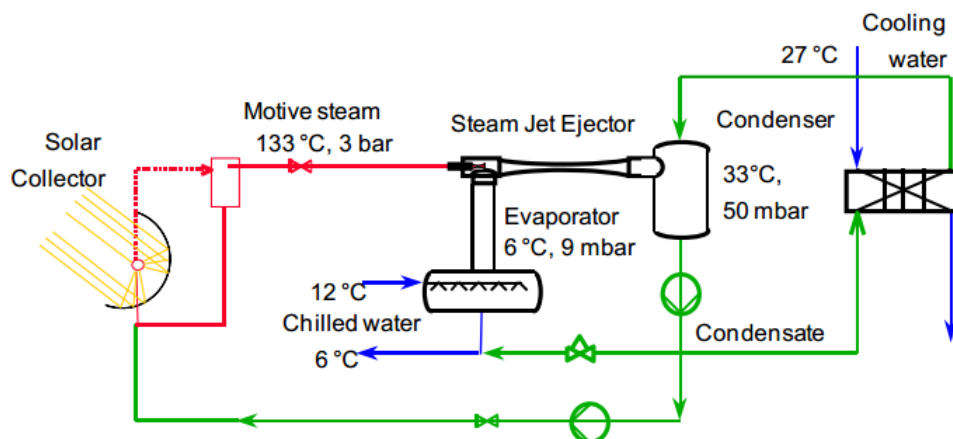 Cooling
water
27 °C
Motive steam
133 °C, 3 bar
Steam Jet Ejector
Condenser
Solar
Collector
33°C,
50 mbar
Evaporator
6 °C, 9 mbar
12 °C
Chilled water
6 °C
Condensate